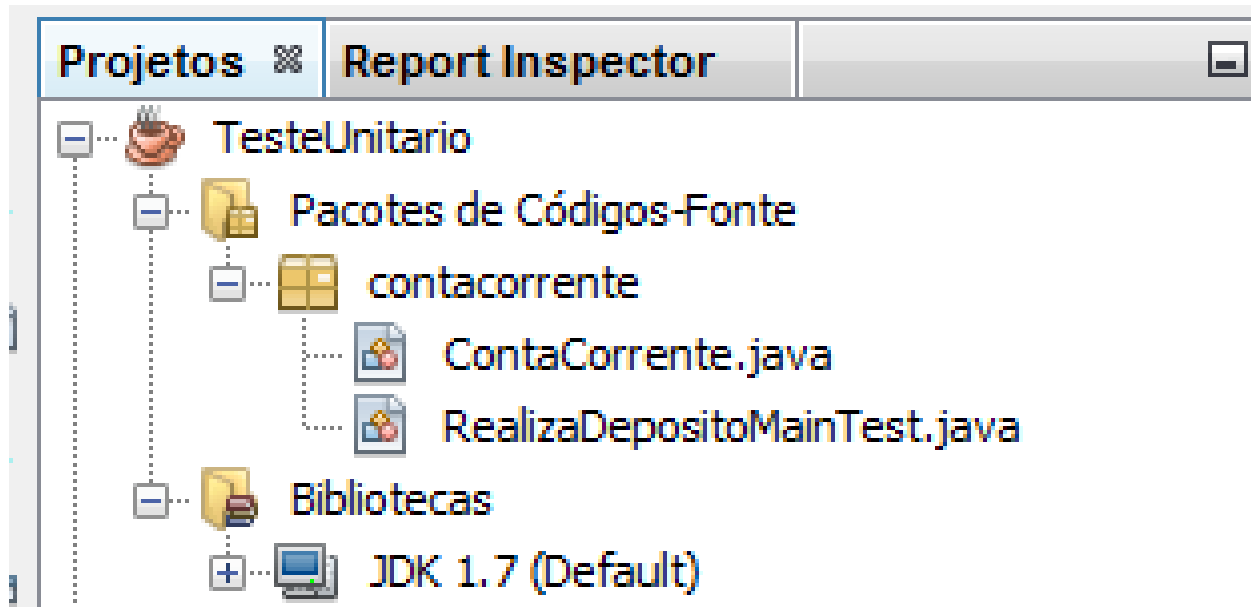 Projetos Report Inspector
TesteUnitario
Pacotes de Códigos-Fonte
contacorrente
ContaCorrente.java
RealizaDepositoMainTest.java
Bibliotecas
JDK 1.7 (Default)